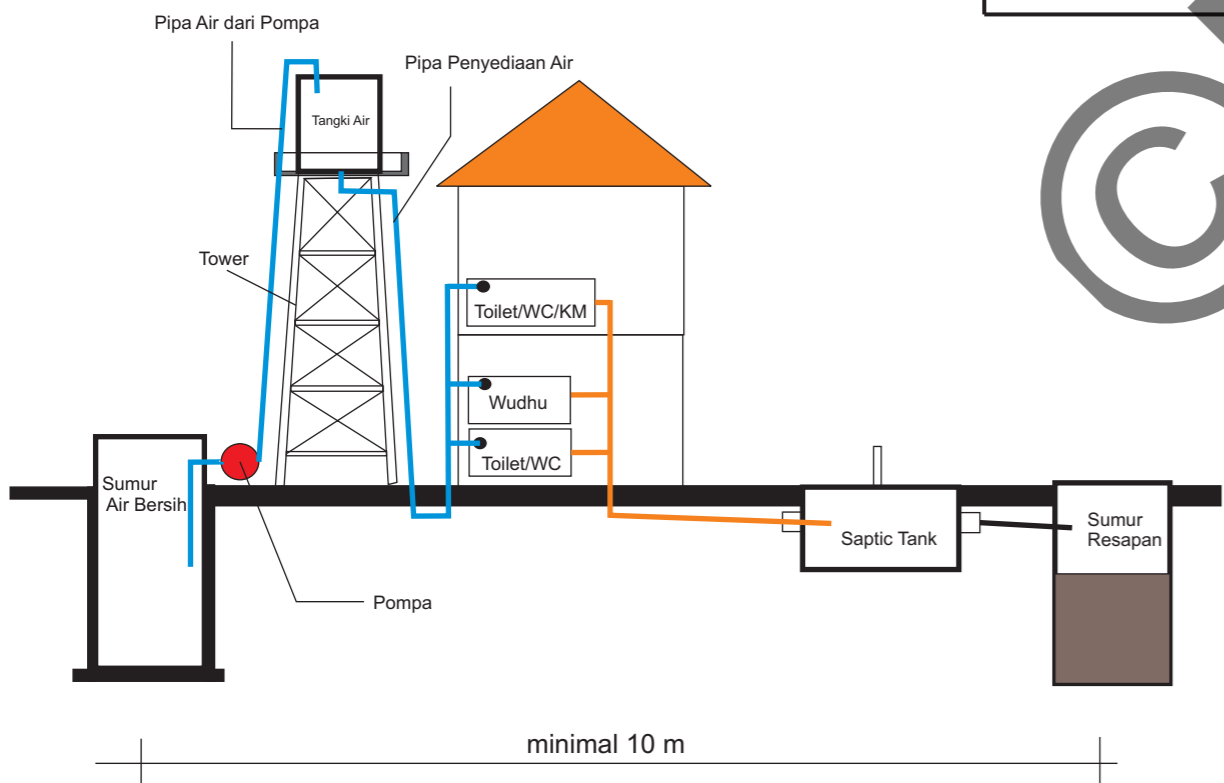 Pipa Air dari Pompa
Pipa Penyediaan Air
Tangki Air
Tower
Toilet/WC/KM
Wudhu
Toilet/WC
Sumur
Air Bersih
Saptic Tank
Sumur
Resapan
Pompa
minimal 10 m
©